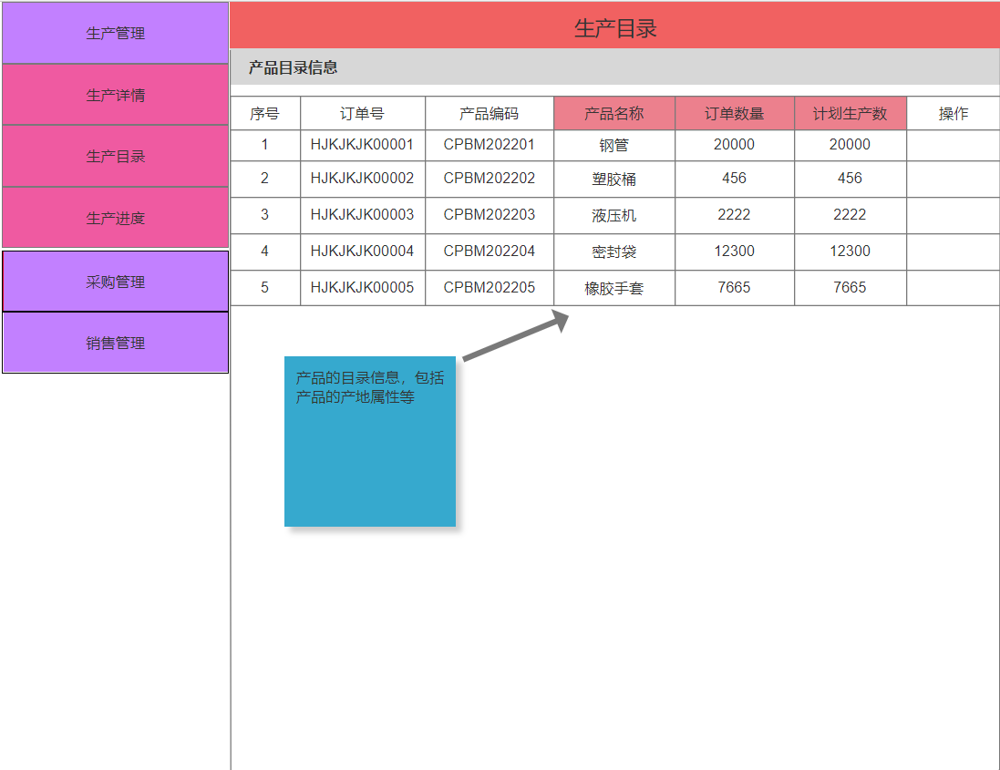 生产管理
生产详情
生产目录
生产进度
采购管理
销售管理
生产目录
产品目录信息
序号 订单号 产品编码 产品名称 订单数量 计划生产数 操作
1 HJKJKJK00001 CPBM202201 钢管 20000 20000
2 HJKJKJK00002 CPBM202202 塑胶桶 456 456
3 HJKJKJK00003 CPBM202203 液压机 2222 2222
4 HJKJKJK00004 CPBM202204 密封袋 12300 12300
5 HJKJKJK00005 CPBM202205 橡胶手套 7665 7665
产品的目录信息，包括
产品的产地属性等